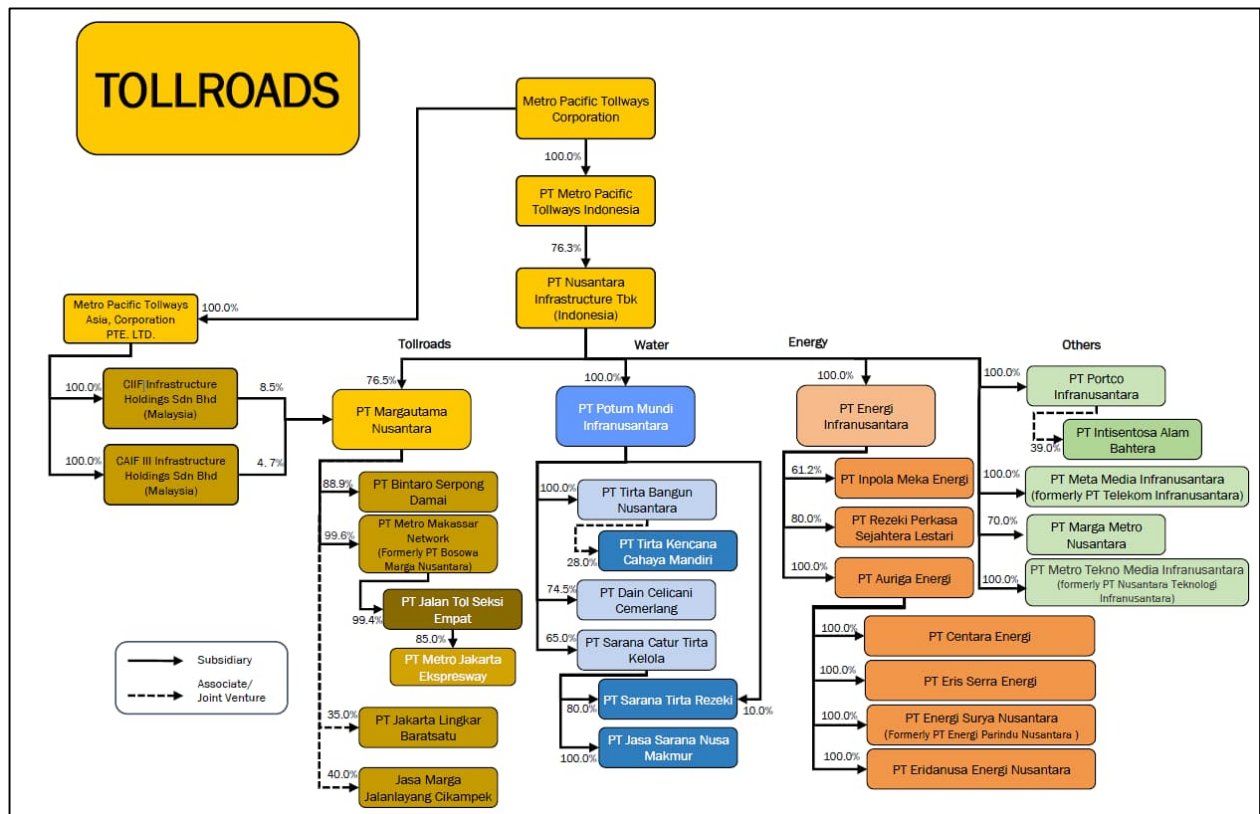 TOLLROADS
Metro Pacific Tollways
Corporation
100.0%
PT Metro Pacific
Tollways Indonesia
76.3%
PT Nusantara
Infrastructure Tbk
(Indonesia)
Metro Pacific Tollways
Asia, Corporation
PTE. LTD.
100.0%
100.0%
CIIF Infrastructure
Holdings Sdn Bhd
(Malaysia)
8.5%
100.0%
CAIF III Infrastructure
Holdings Sdn Bhd
(Malaysia)
4.7%
Tollroads
76.5%
PT Margautama
Nusantara
88.9%
PT Bintaro Serpong
Damai
99.6%
PT Metro Makassar
Network
(Formerly PT Bosowa
Marga Nusantara)
99.4%
PT Jalan Tol Seksi
Empat
85.0%
PT Metro Jakarta
Ekspresway
35.0%
PT Jakarta Lingkar
Baratsatu
40.0%
Jasa Marga
Jalanlayang Cikampek
Water
100.0%
PT Potum Mundi
Infranusantara
100.0%
PT Tirta Bangun
Nusantara
28.0%
PT Tirta Kencana
Cahaya Mandiri
74.5%
PT Dain Celicani
Cemerlang
65.0%
PT Sarana Catur Tirta
Kelola
80.0%
PT Sarana Tirta Rezeki
10.0%
100.0%
PT Jasa Sarana Nusa
Makmur
Energy
100.0%
PT Energi
Infranusantara
61.2%
PT Inpola Meka Energi
80.0%
PT Rezeki Perkasa
Sejahtera Lestari
100.0%
PT Auriga Energi
100.0%
PT Centara Energi
100.0%
PT Eris Serra Energi
100.0%
PT Energi Surya Nusantara
(Formerly PT Energi Parindu Nusantara )
100.0%
PT Eridanusa Energi Nusantara
Others
100.0%
PT Portco
Infranusantara
39.0%
PT Intisentosa Alam
Bahtera
100.0%
PT Meta Media Infranusantara
(formerly PT Telekom Infranusantara)
70.0%
PT Marga Metro
Nusantara
100.0%
PT Metro Tekno Media Infranusantara
(formerly PT Nusantara Teknologi
Infranusantara)
Subsidiary
Associate/
Joint Venture